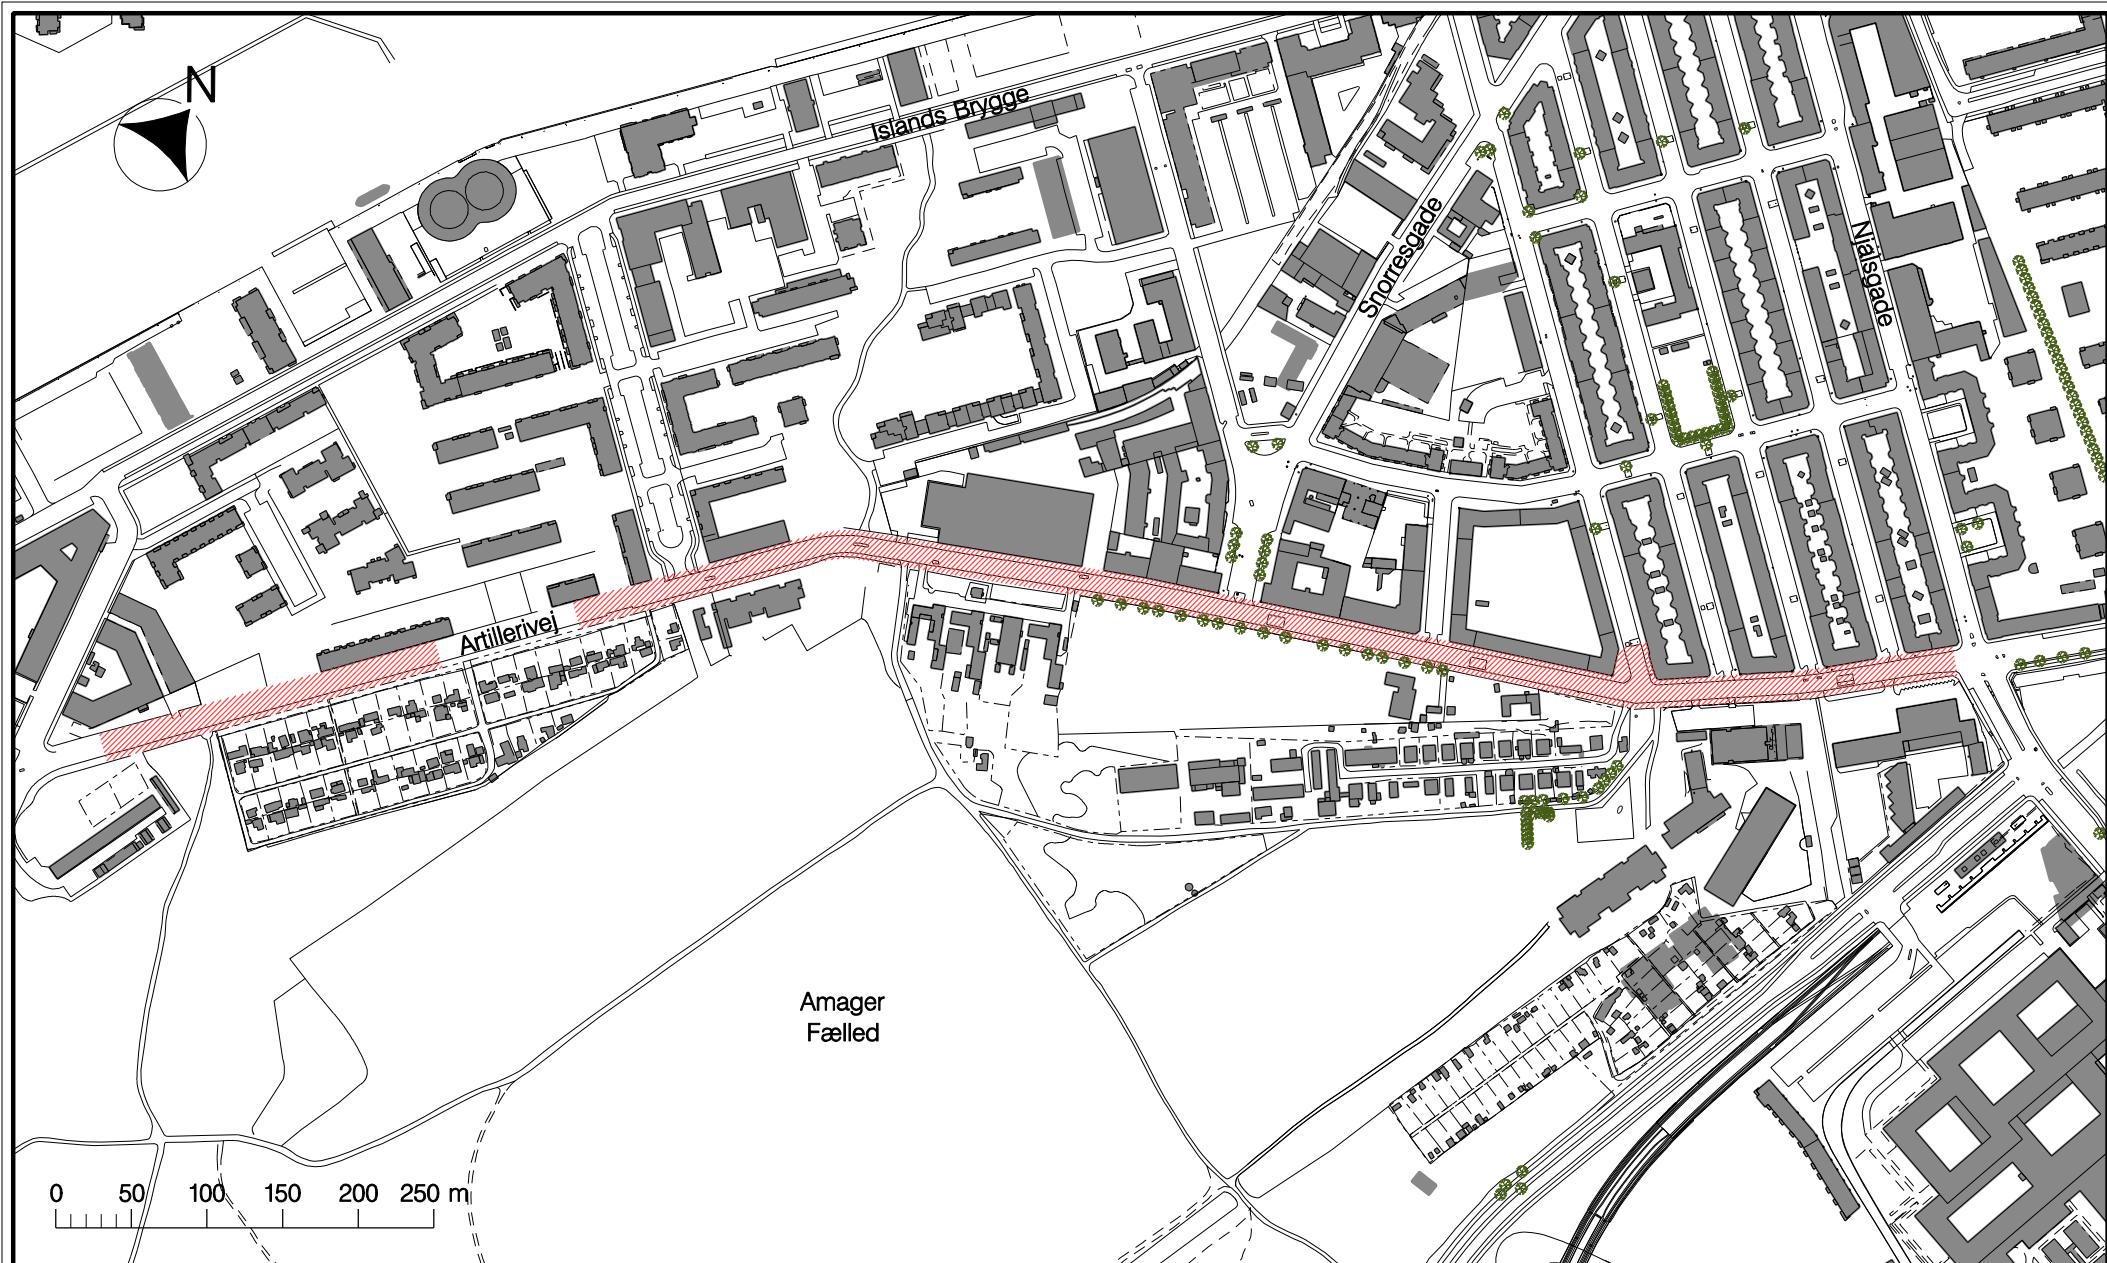 N
Islands Brygge
Snorresgade
Njalsgade
Artillerivej
Amager
Fælled
0 50 100 150 200 250 m